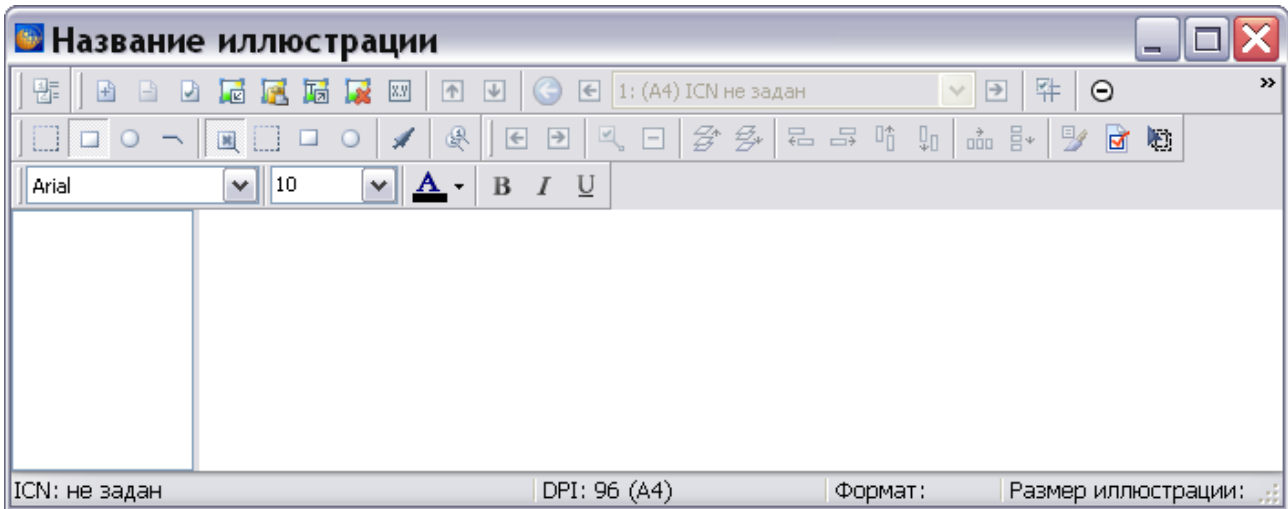 Название иллюстрации
X.Y 1: (A4) ICN не задан »
Arial 10 A B I U
ICN: не задан DPI: 96 (A4) Формат: Размер иллюстрации: